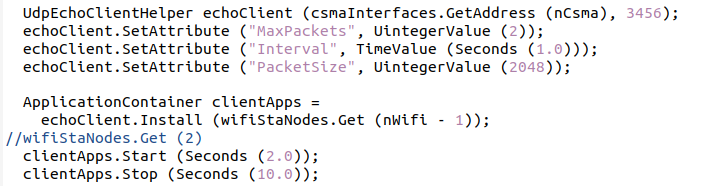 UdpEchoClientHelper echoClient (csmaInterfaces.GetAddress (nCsma), 3456);
echoClient.SetAttribute ("MaxPackets", UintegerValue (2));
echoClient.SetAttribute ("Interval", TimeValue (Seconds (1.0)));
echoClient.SetAttribute ("PacketSize", UintegerValue (2048));
ApplicationContainer clientApps =
echoClient.Install (wifiStaNodes.Get (nWifi - 1));
//wifiStaNodes.Get (2)
clientApps.Start (Seconds (2.0));
clientApps.Stop (Seconds (10.0));